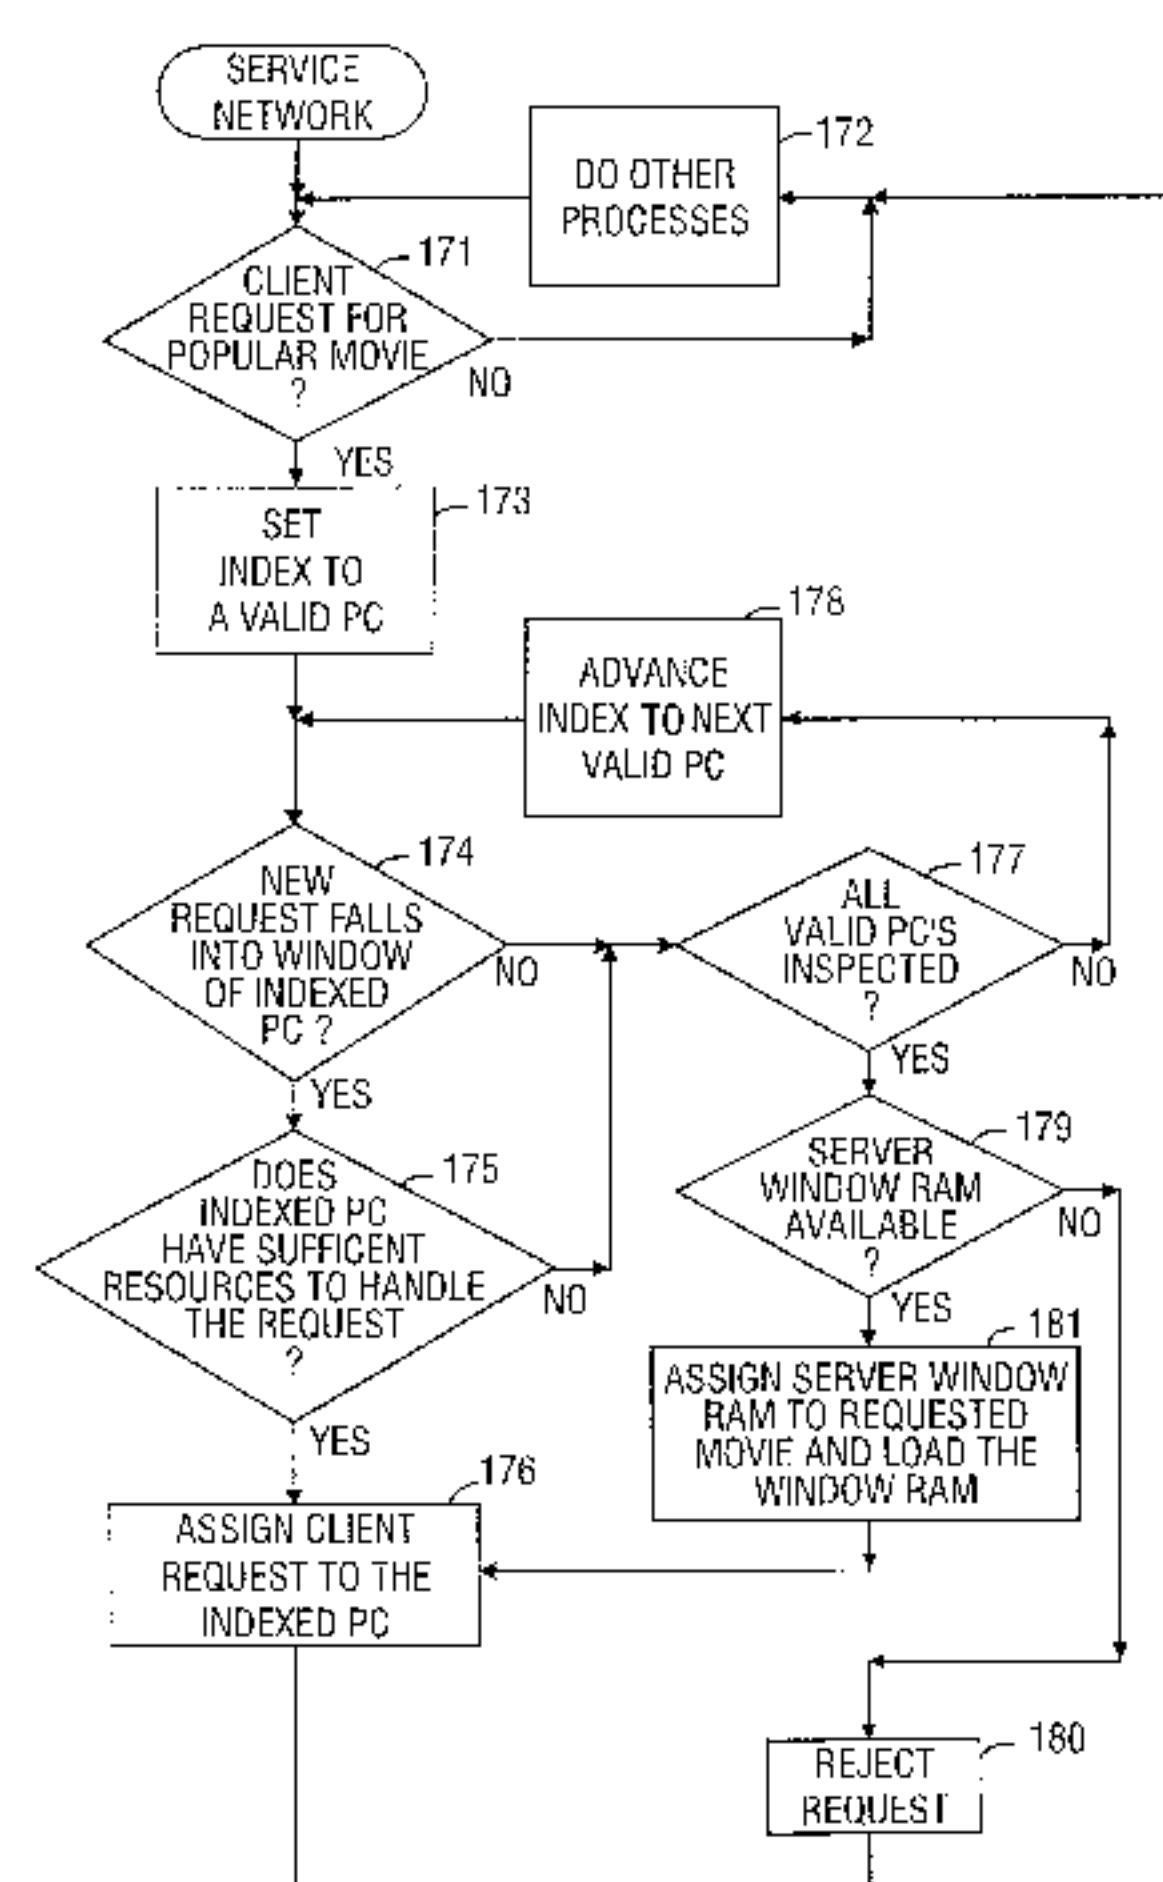 SERVICE
NETWORK
172
DO OTHER
PROCESSES
171
CLIENT
REQUEST FOR
POPULAR MOVIE
?
NO
YES
173
SET
INDEX TO
A VALID PC
178
ADVANCE
INDEX TO NEXT
VALID PC
174
NEW
REQUEST FALLS
INTO WINDOW
OF INDEXED
PC ?
NO
YES
177
ALL
VALID PC'S
INSPECTED
?
NO
YES
175
DOES
INDEXED PC
HAVE SUFFICENT
RESOURCES TO HANDLE
THE REQUEST
?
NO
YES
179
SERVER
WINDOW RAM
AVAILABLE
?
NO
YES
181
ASSIGN SERVER WINDOW
RAM TO REQUESTED
MOVIE AND LOAD THE
WINDOW RAM
176
ASSIGN CLIENT
REQUEST TO THE
INDEXED PC
180
REJECT
REQUEST